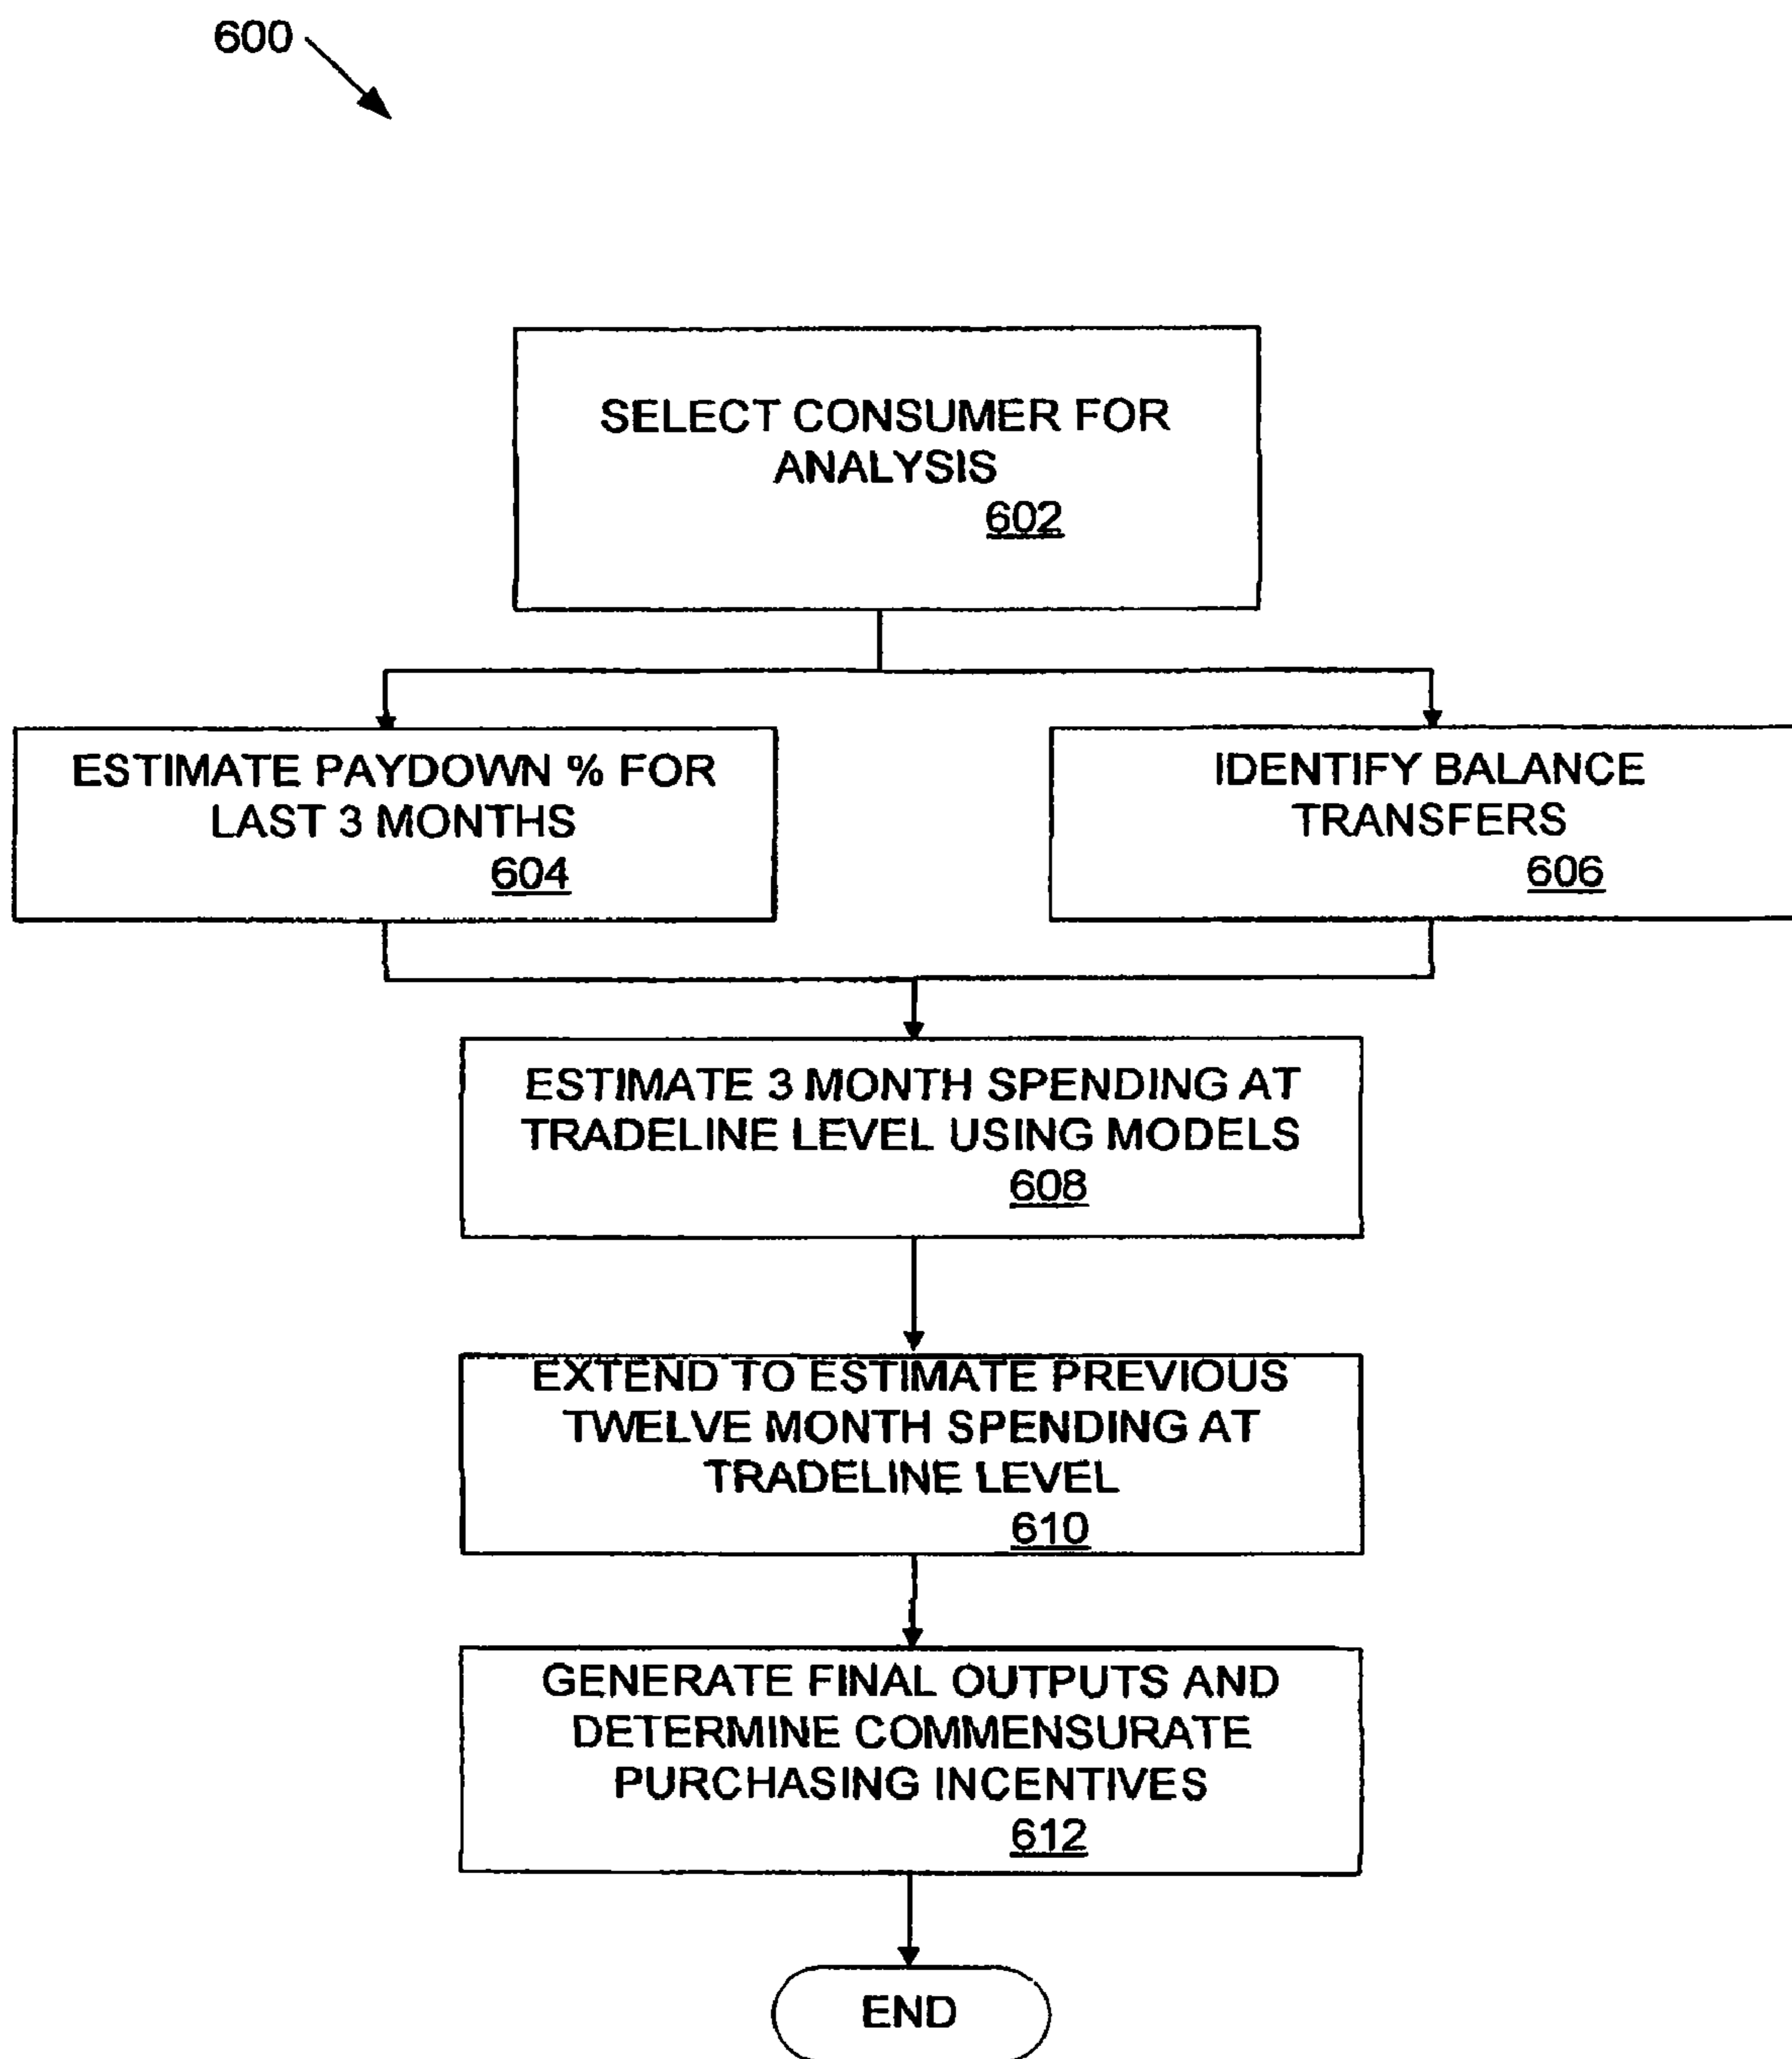 600
SELECT CONSUMER FOR
ANALYSIS
602
ESTIMATE PAYDOWN % FOR
LAST 3 MONTHS
604
IDENTIFY BALANCE
TRANSFERS
606
ESTIMATE 3 MONTH SPENDING AT
TRADELINE LEVEL USING MODELS
608
EXTEND TO ESTIMATE PREVIOUS
TWELVE MONTH SPENDING AT
TRADELINE LEVEL
610
GENERATE FINAL OUTPUTS AND
DETERMINE COMMENSURATE
PURCHASING INCENTIVES
612
END